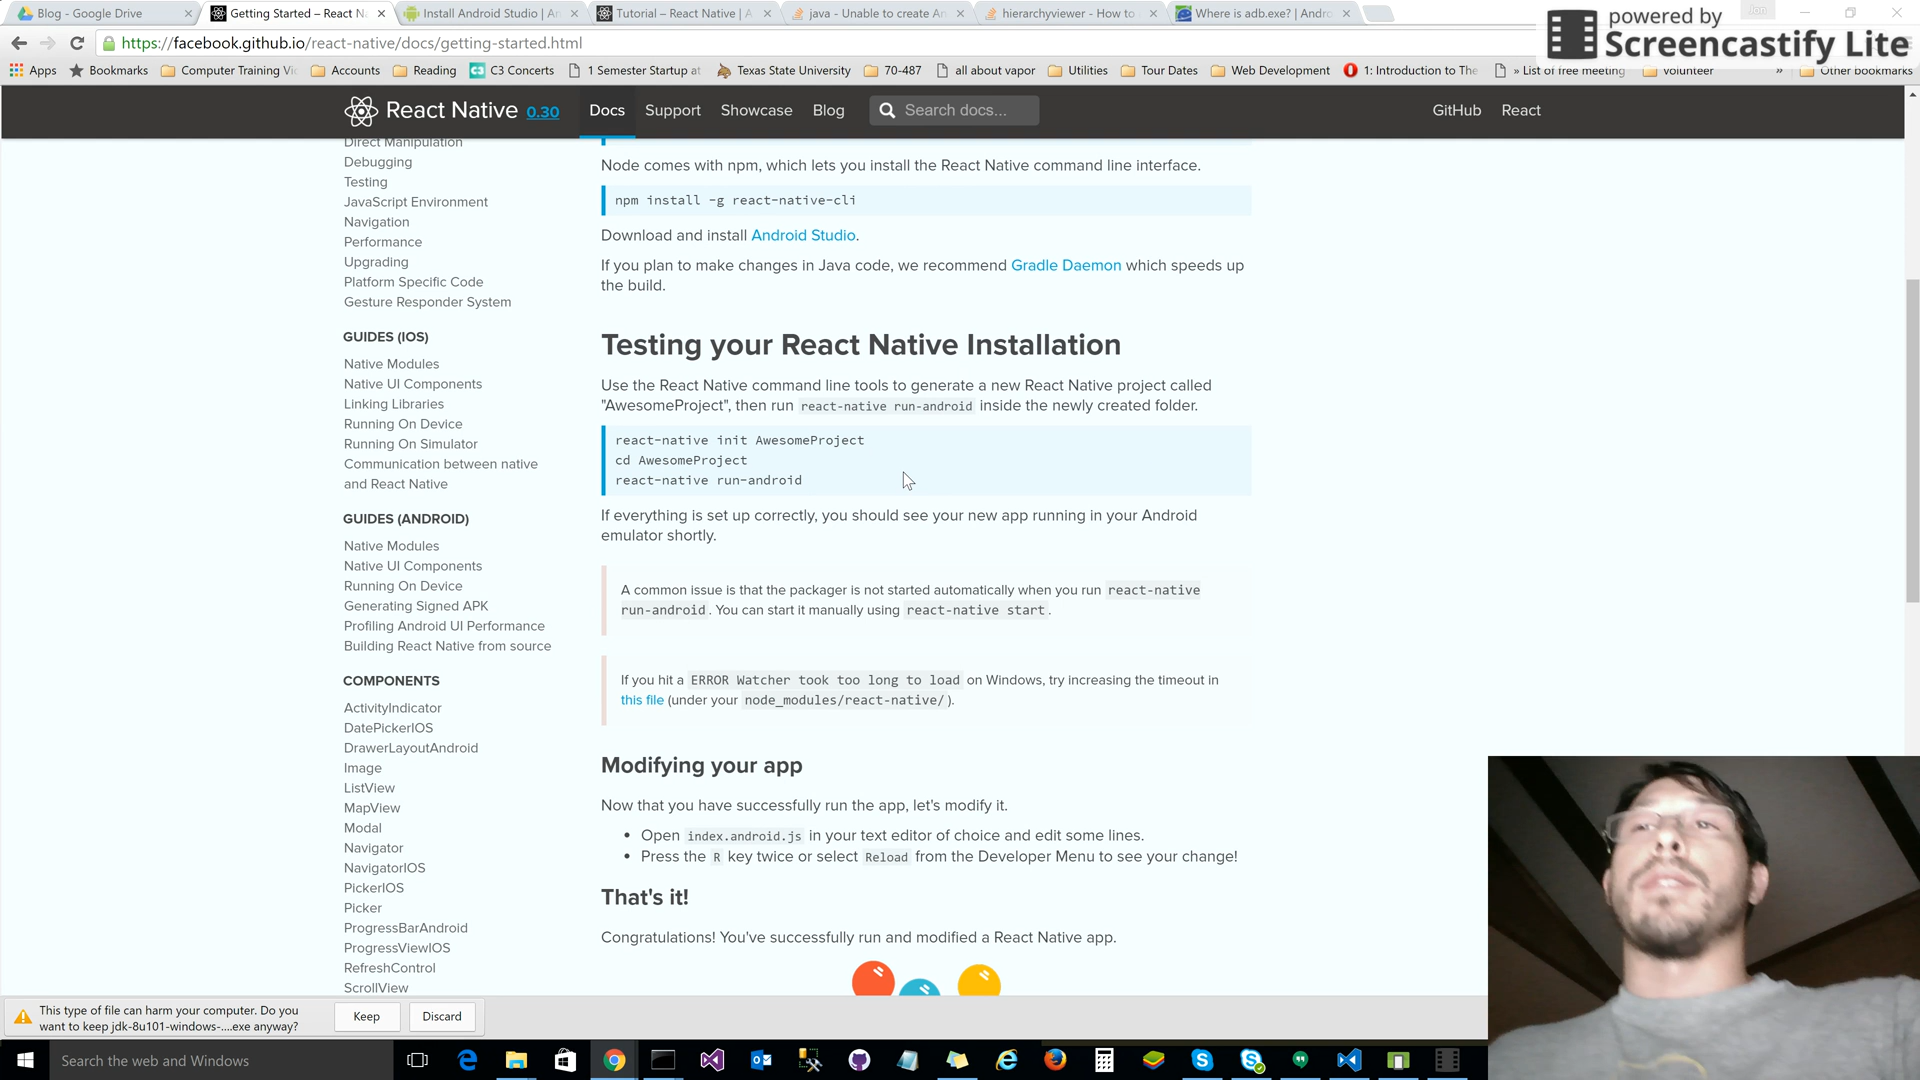 Blog - Google Drive
Getting Started – React N
Install Android Studio | An
Tutorial – React Native | A
java - Unable to create An
hierarchyviewer - How to
Where is adb.exe? | Andro
powered by
Screencastify Lite
https://facebook.github.io/react-native/docs/getting-started.html
Apps
Bookmarks
Computer Training Vi
Accounts
Reading
C3 Concerts
1 Semester Startup at
Texas State University
70-487
all about vapor
Utilities
Tour Dates
Web Development
1: Introduction to The
» List of free meeting
volunteer
»
Other bookmarks
React Native 0.30
Docs
Support
Showcase
Blog
Search docs...
GitHub
React
Direct Manipulation
Debugging
Testing
JavaScript Environment
Navigation
Performance
Upgrading
Platform Specific Code
Gesture Responder System
GUIDES (IOS)
Native Modules
Native UI Components
Linking Libraries
Running On Device
Running On Simulator
Communication between native
and React Native
GUIDES (ANDROID)
Native Modules
Native UI Components
Running On Device
Generating Signed APK
Profiling Android UI Performance
Building React Native from source
COMPONENTS
ActivityIndicator
DatePickerIOS
DrawerLayoutAndroid
Image
ListView
MapView
Modal
Navigator
NavigatorIOS
PickerIOS
Picker
ProgressBarAndroid
ProgressViewIOS
RefreshControl
ScrollView
Node comes with npm, which lets you install the React Native command line interface.
npm install -g react-native-cli
Download and install Android Studio.
If you plan to make changes in Java code, we recommend Gradle Daemon which speeds up
the build.
Testing your React Native Installation
Use the React Native command line tools to generate a new React Native project called
"AwesomeProject", then run react-native run-android inside the newly created folder.
react-native init AwesomeProject
cd AwesomeProject
react-native run-android
If everything is set up correctly, you should see your new app running in your Android
emulator shortly.
A common issue is that the packager is not started automatically when you run react-native
run-android. You can start it manually using react-native start.
If you hit a ERROR Watcher took too long to load on Windows, try increasing the timeout in
this file (under your node_modules/react-native/ ).
Modifying your app
Now that you have successfully run the app, let's modify it.
• Open index.android.js in your text editor of choice and edit some lines.
• Press the R key twice or select Reload from the Developer Menu to see your change!
That's it!
Congratulations! You've successfully run and modified a React Native app.
This type of file can harm your computer. Do you
want to keep jdk-8u101-windows-....exe anyway?
Keep
Discard
Search the web and Windows